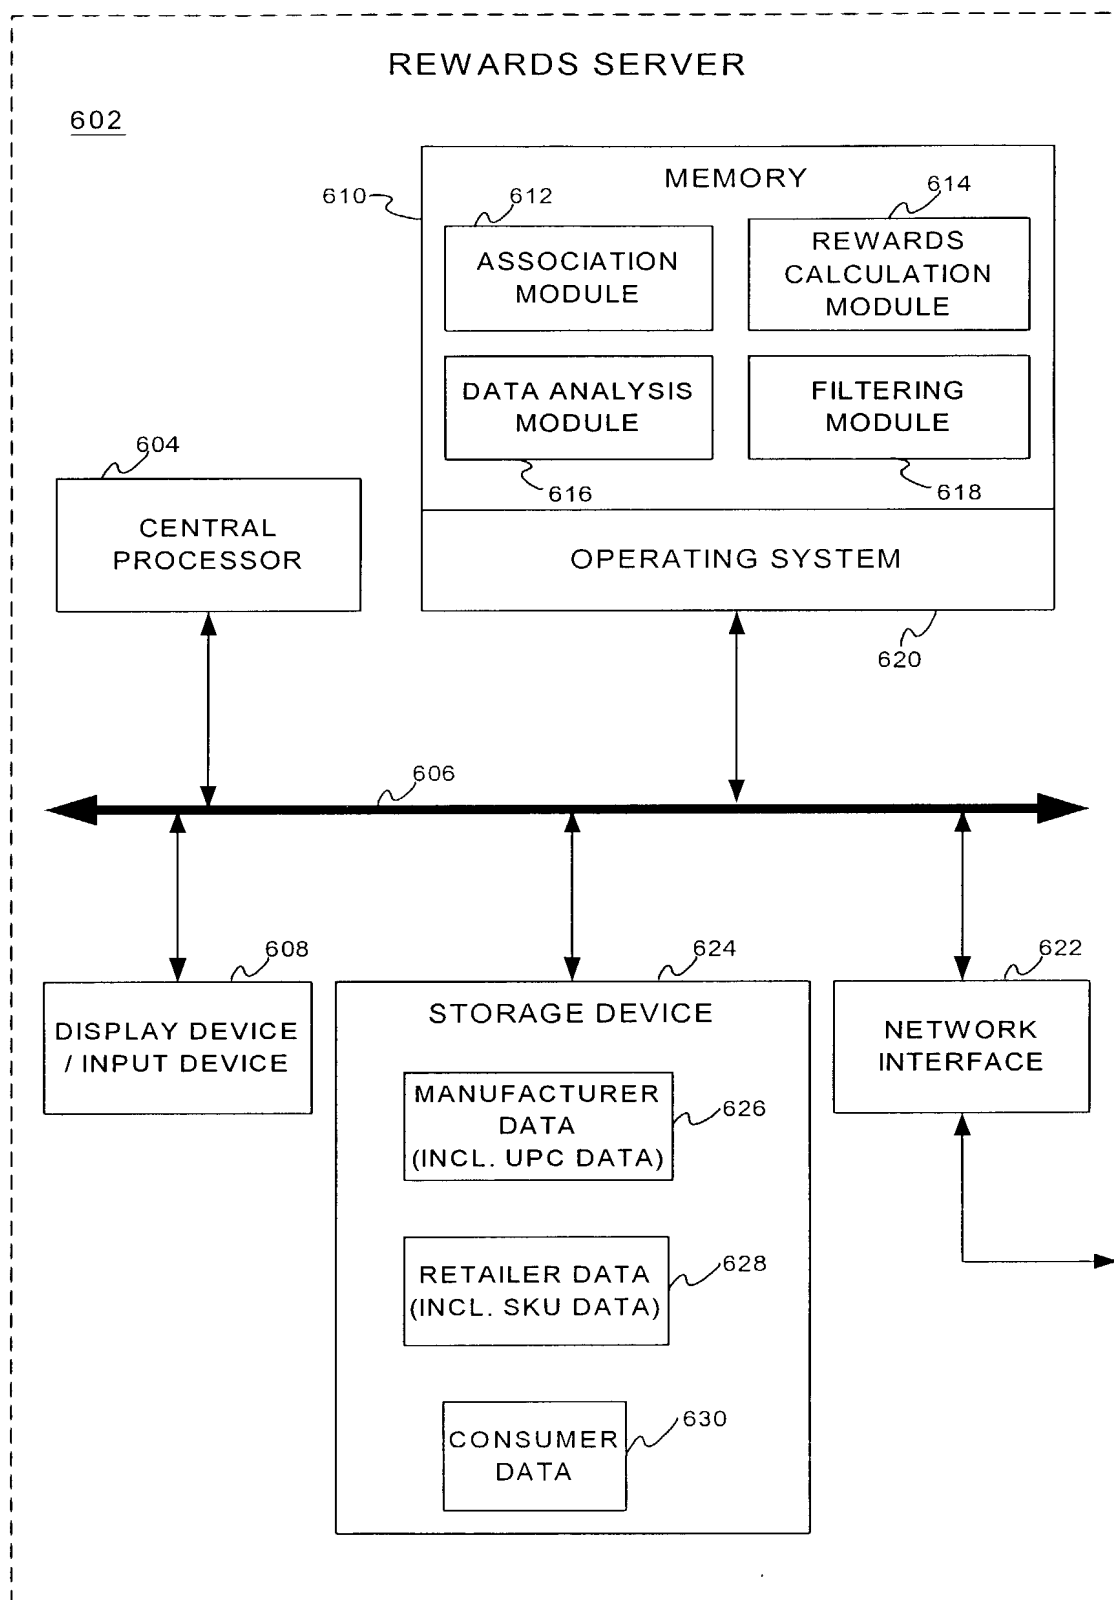 REWARDS SERVER
602
MEMORY
610
612
614
ASSOCIATION
MODULE
REWARDS
CALCULATION
MODULE
DATA ANALYSIS
MODULE
FILTERING
MODULE
616
618
604
CENTRAL
PROCESSOR
OPERATING SYSTEM
620
606
608
DISPLAY DEVICE
/ INPUT DEVICE
624
STORAGE DEVICE
MANUFACTURER
DATA
(INCL. UPC DATA)
626
RETAILER DATA
(INCL. SKU DATA)
628
CONSUMER
DATA
630
622
NETWORK
INTERFACE